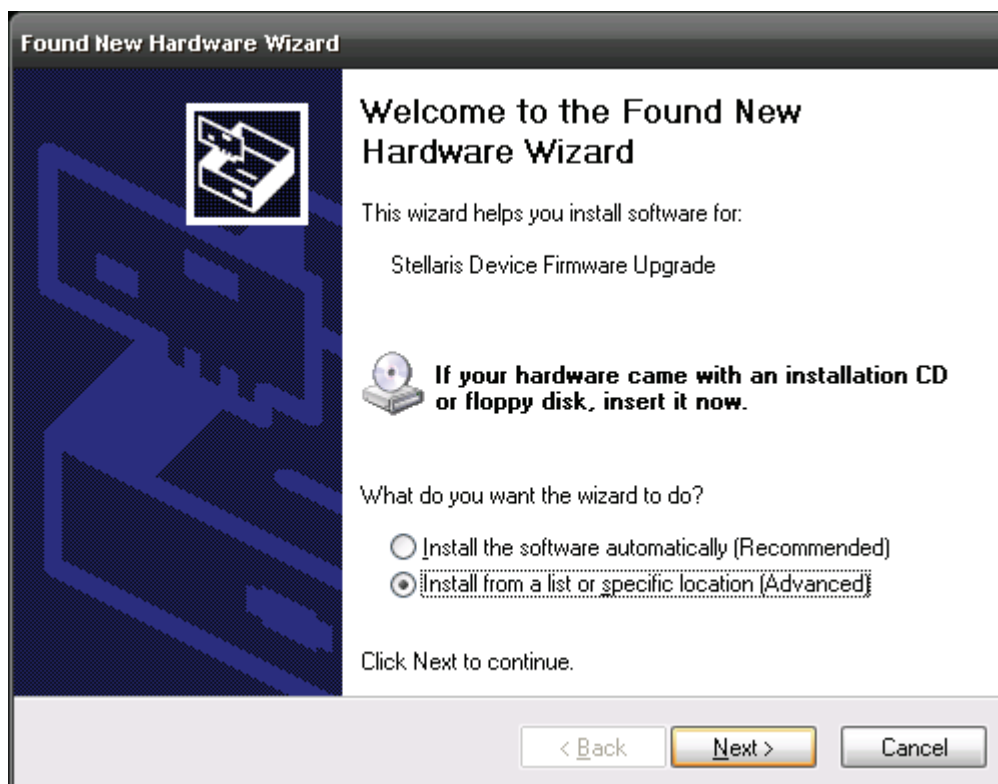 Found New Hardware Wizard
Welcome to the Found New
Hardware Wizard
This wizard helps you install software for:
Stellaris Device Firmware Upgrade
If your hardware came with an installation CD
or floppy disk, insert it now.
What do you want the wizard to do?
Install the software automatically (Recommended)
Install from a list or specific location (Advanced)
Click Next to continue.
< Back Next > Cancel